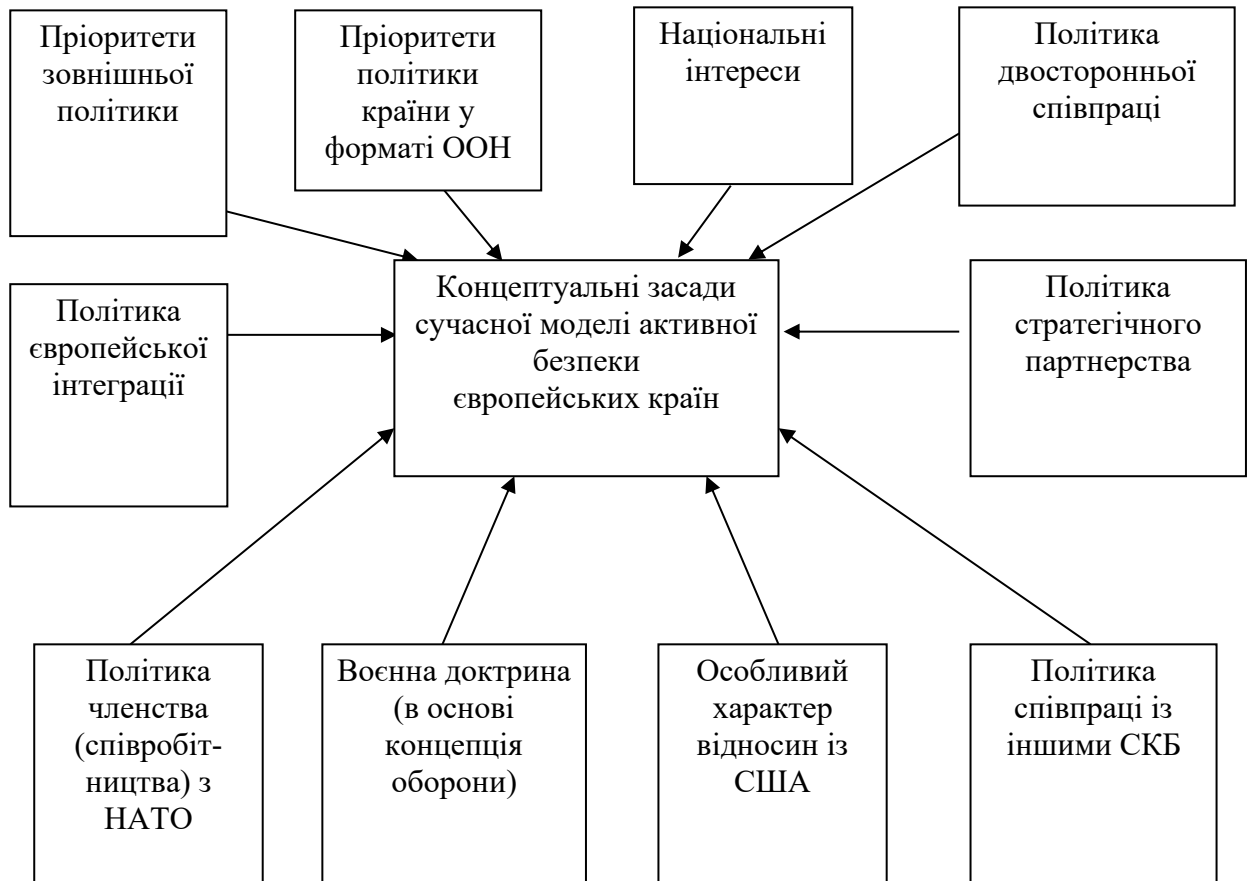 Пріоритети
зовнішньої
політики
Пріоритети
політики
країни у
форматі ООН
Національні
інтереси
Політика
двосторонньої
співпраці
Політика
європейської
інтеграції
Концептуальні засади
сучасної моделі активної
безпеки
європейських країн
Політика
стратегічного
партнерства
Політика
членства
(співробіт-
ництва) з
НАТО
Воєнна доктрина
(в основі
концепція
оборони)
Особливий
характер
відносин із
США
Політика
співпраці із
іншими СКБ